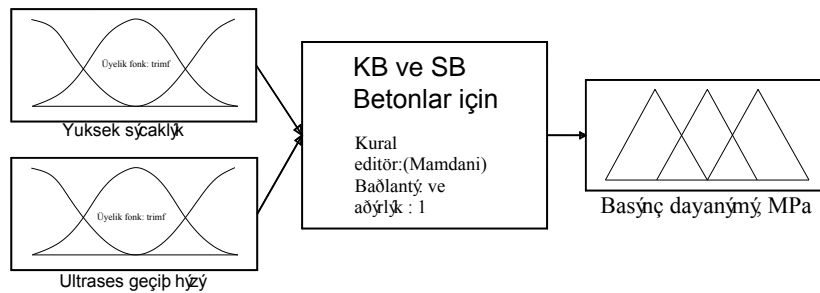 Üyelik fonk: trimf
Yuksek sýcaklýk
Üyelik fonk: trimf
Ultrases geçiþ hýzý
KB ve SB
Betonlar için
Kural
editör:(Mamdani)
Baðlantý: ve
aðýrlýk : 1
Basýnç dayanýmý, MPa